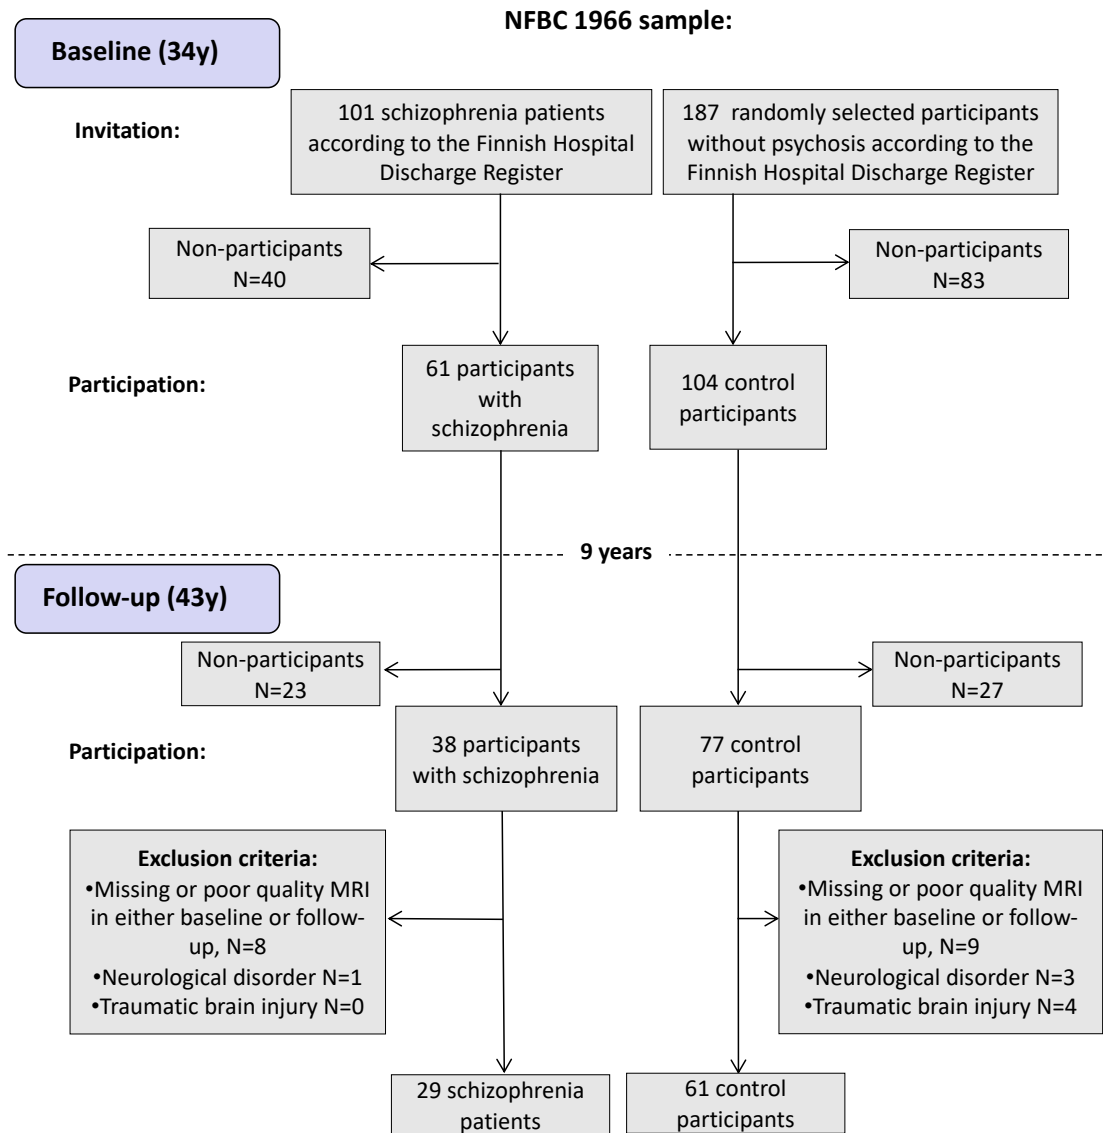 NFBC 1966 sample:
Baseline (34y)
Invitation:
101 schizophrenia patients
according to the Finnish Hospital
Discharge Register
187  randomly selected participants
without psychosis according to the
Finnish Hospital Discharge Register
Non-participants
N=40
Non-participants
N=83
Participation:
61 participants
with
schizophrenia
104 control
participants
9 years
Follow-up (43y)
Non-participants
N=23
Non-participants
N=27
Participation:
38 participants
with schizophrenia
77 control
participants
Exclusion criteria:
•Missing or poor quality MRI
in either baseline or follow-
up, N=8
•Neurological disorder N=1
•Traumatic brain injury N=0
Exclusion criteria:
•Missing or poor quality MRI
in either baseline or follow-
up, N=9
•Neurological disorder N=3
•Traumatic brain injury N=4
29 schizophrenia
patients
61 control
participants